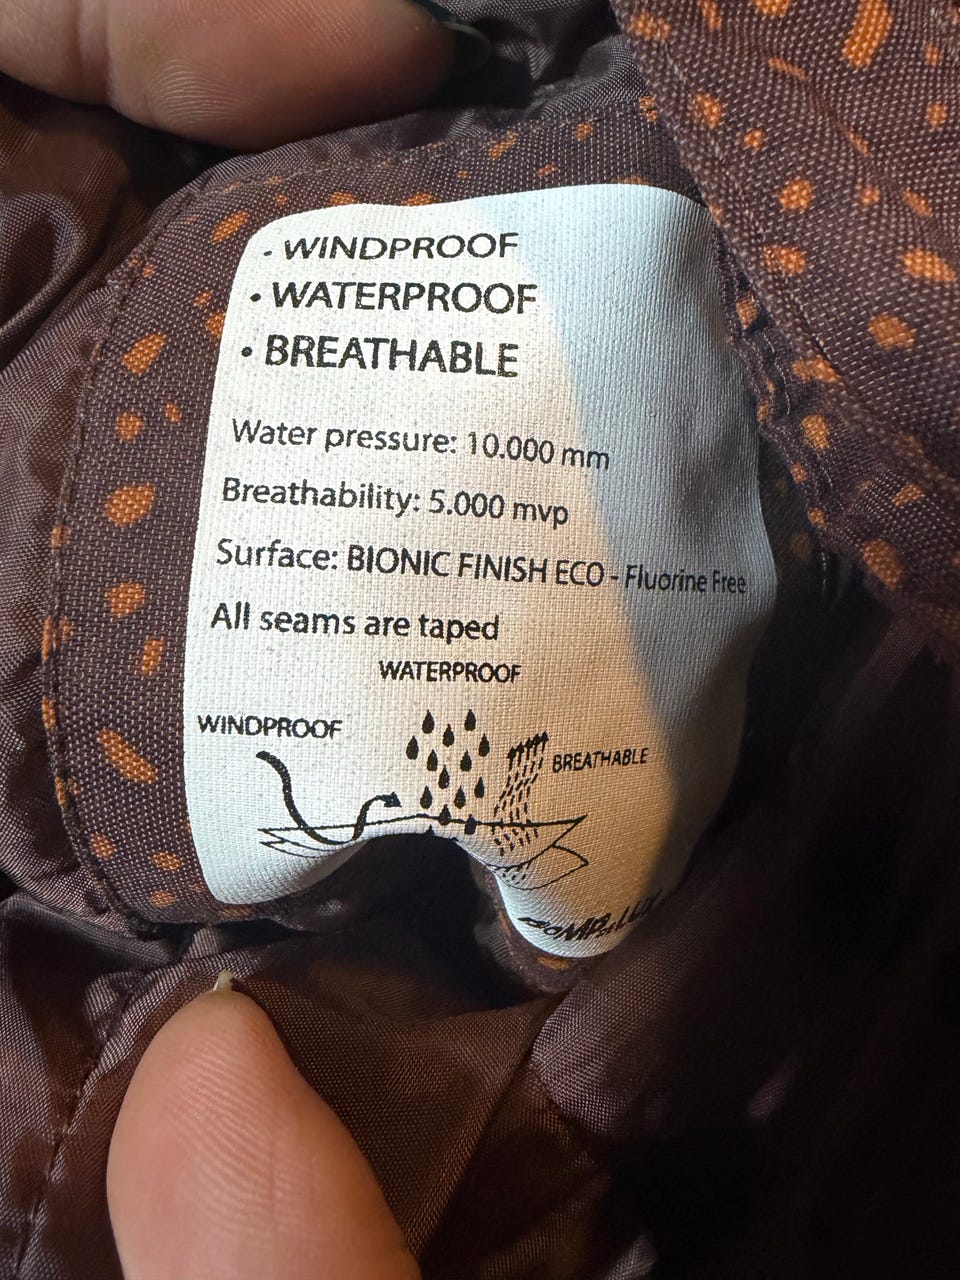 • WINDPROOF
• WATERPROOF
• BREATHABLE
Water pressure: 10.000 mm
Breathability: 5.000 mvp
Surface: BIONIC FINISH ECO - Fluorine Free
All seams are taped
WATERPROOF
WINDPROOF
BREATHABLE